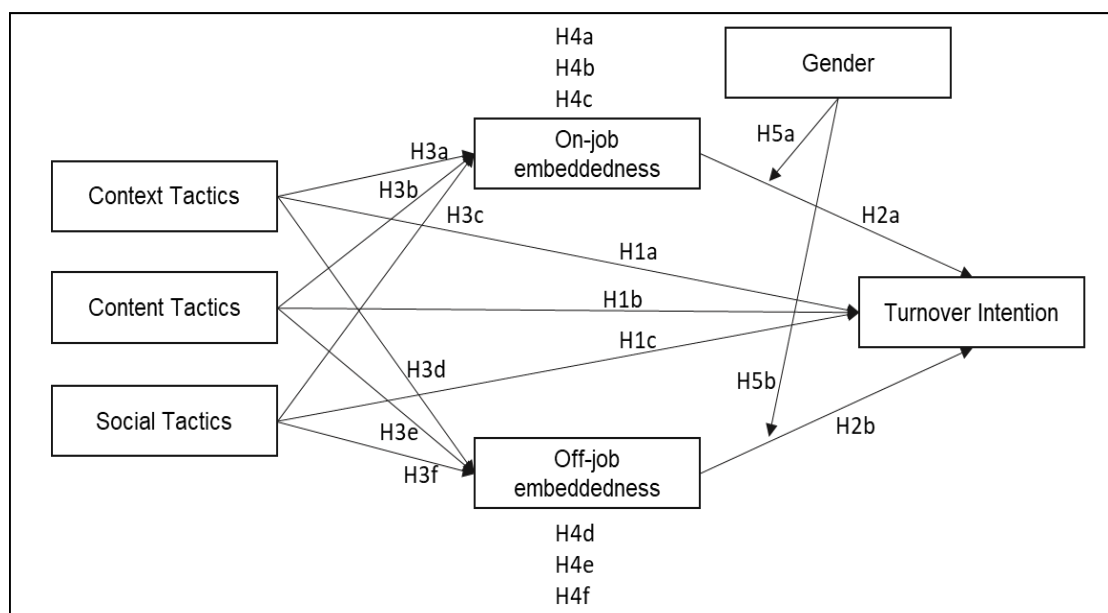 H4a
H4b
H4c
Gender
H5a
On-job
embeddedness
H3a
H3b
H3c
Context Tactics
H2a
H1a
Content Tactics
H1b
Turnover Intention
H1c
H3d
H5b
Social Tactics
H3e
H3f
H2b
Off-job
embeddedness
H4d
H4e
H4f